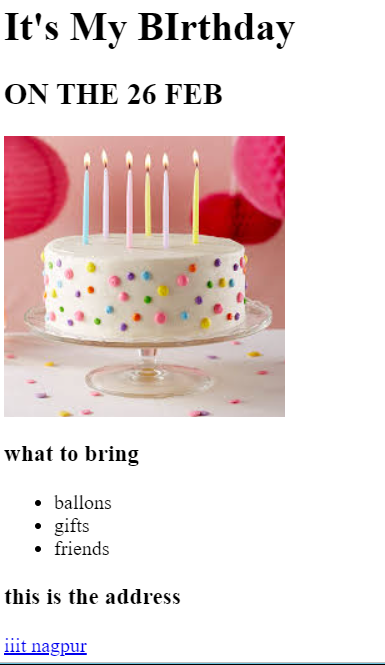 It's My BIrthday
ON THE 26 FEB
what to bring
ballons
gifts
friends
this is the address
iiit nagpur